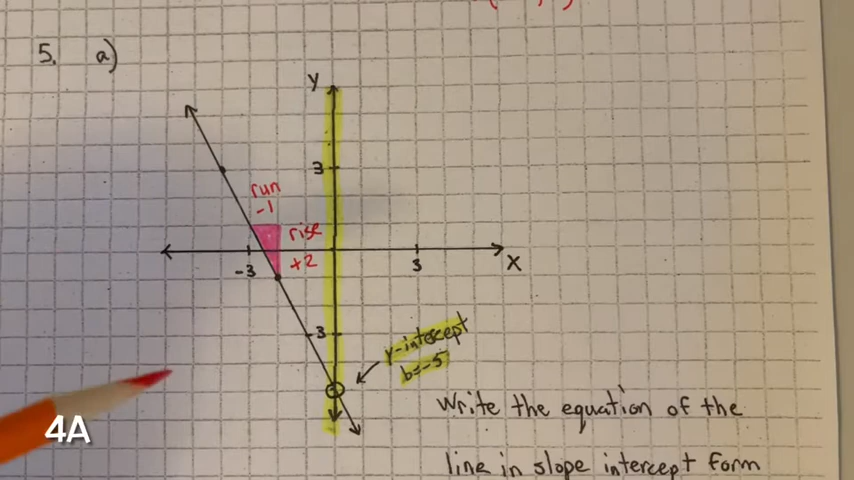 5. a)
Y
3
run
-1
rise
+2
-3
3
X
-3
y-intercept
b=-5
Write the equation of the
line in slope intercept form
4A